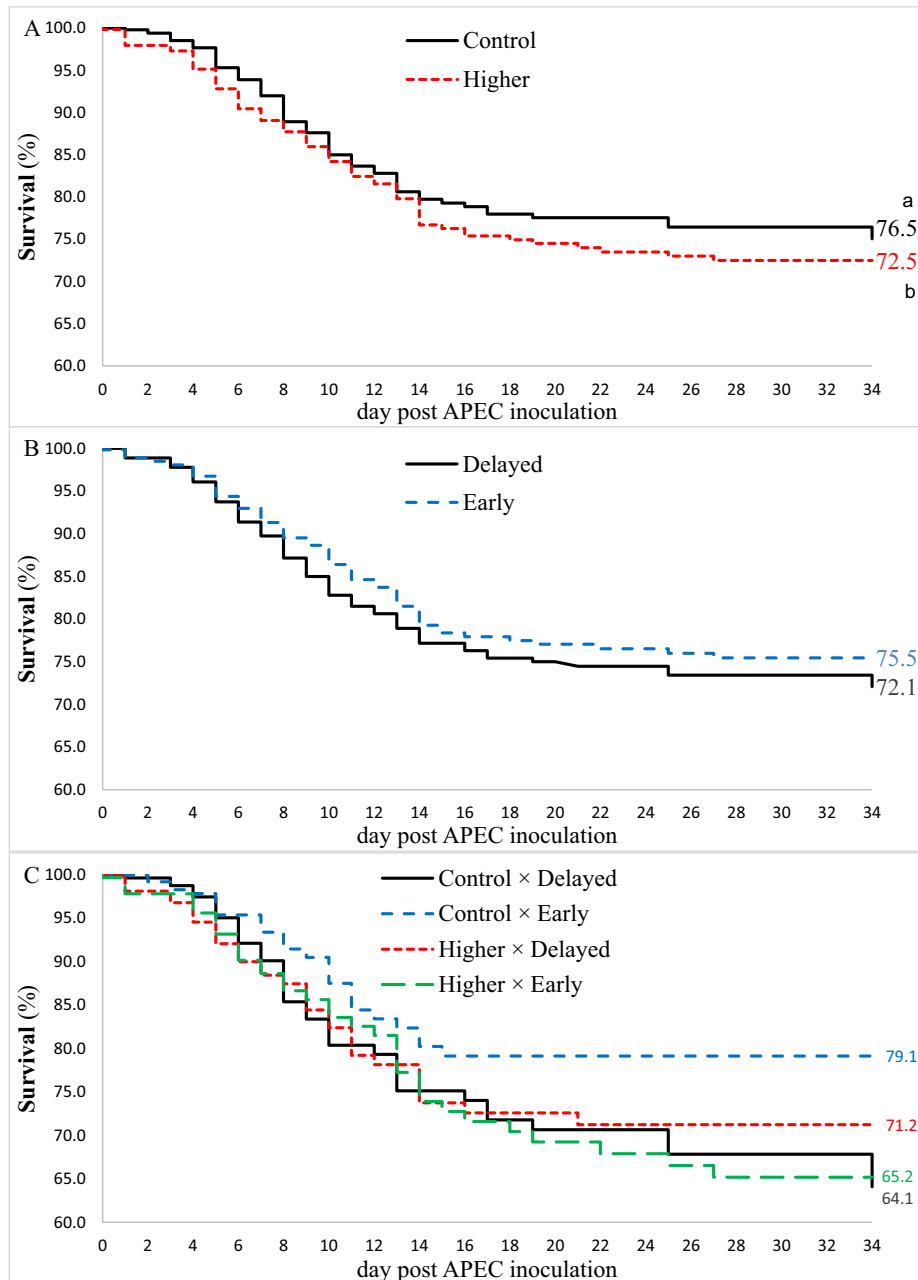 A
Control
Higher
100.0
95.0
90.0
85.0
80.0
75.0
70.0
65.0
60.0
Survival (%)
a
76.5
72.5
b
0 2 4 6 8 10 12 14 16 18 20 22 24 26 28 30 32 34
day post APEC inoculation
B
Delayed
Early
100.0
95.0
90.0
85.0
80.0
75.0
70.0
65.0
60.0
Survival (%)
75.5
72.1
0 2 4 6 8 10 12 14 16 18 20 22 24 26 28 30 32 34
day post APEC inoculation
C
Control × Delayed
Control × Early
Higher × Delayed
Higher × Early
100.0
95.0
90.0
85.0
80.0
75.0
70.0
65.0
60.0
Survival (%)
79.1
71.2
65.2
64.1
0 2 4 6 8 10 12 14 16 18 20 22 24 26 28 30 32 34
day post APEC inoculation